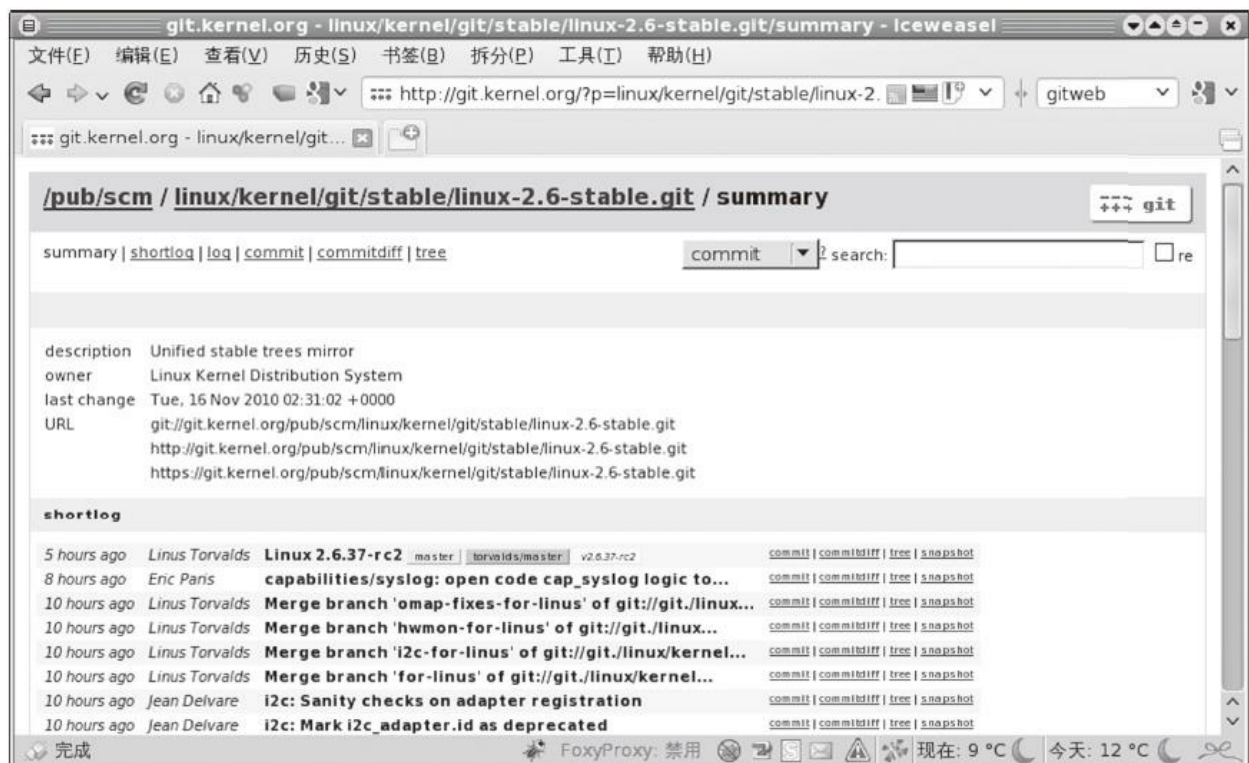 git.kernel.org - linux/kernel/git/stable/linux-2.6-stable.git/summary - Iceweasel
文件(F) 编辑(E) 查看(V) 历史(S) 书签(B) 拆分(P) 工具(T) 帮助(H)
http://git.kernel.org/?p=linux/kernel/git/stable/linux-2. gitweb
git.kernel.org - linux/kernel/git...
/pub/scm / linux/kernel/git/stable/linux-2.6-stable.git / summary git
summary | shortlog | log | commit | commitdiff | tree commit ? search: re
description Unified stable trees mirror
owner Linux Kernel Distribution System
last change Tue, 16 Nov 2010 02:31:02 +0000
URL git://git.kernel.org/pub/scm/linux/kernel/git/stable/linux-2.6-stable.git
http://git.kernel.org/pub/scm/linux/kernel/git/stable/linux-2.6-stable.git
https://git.kernel.org/pub/scm/linux/kernel/git/stable/linux-2.6-stable.git
shortlog
5 hours ago Linus Torvalds Linux 2.6.37-rc2 master torvalds/master v2.6.37-rc2 commit | commitdiff | tree | snapshot
8 hours ago Eric Paris capabilities/syslog: open code cap_syslog logic to... commit | commitdiff | tree | snapshot
10 hours ago Linus Torvalds Merge branch 'omap-fixes-for-linus' of git://git./linux... commit | commitdiff | tree | snapshot
10 hours ago Linus Torvalds Merge branch 'hwmon-for-linus' of git://git./linux... commit | commitdiff | tree | snapshot
10 hours ago Linus Torvalds Merge branch 'i2c-for-linus' of git://git./linux/kernel... commit | commitdiff | tree | snapshot
10 hours ago Linus Torvalds Merge branch 'for-linus' of git://git./linux/kernel... commit | commitdiff | tree | snapshot
10 hours ago Jean Delvare i2c: Sanity checks on adapter registration commit | commitdiff | tree | snapshot
10 hours ago Jean Delvare i2c: Mark i2c_adapter.id as deprecated commit | commitdiff | tree | snapshot
完成 FoxyProxy: 禁用 现在: 9 °C 今天: 12 °C